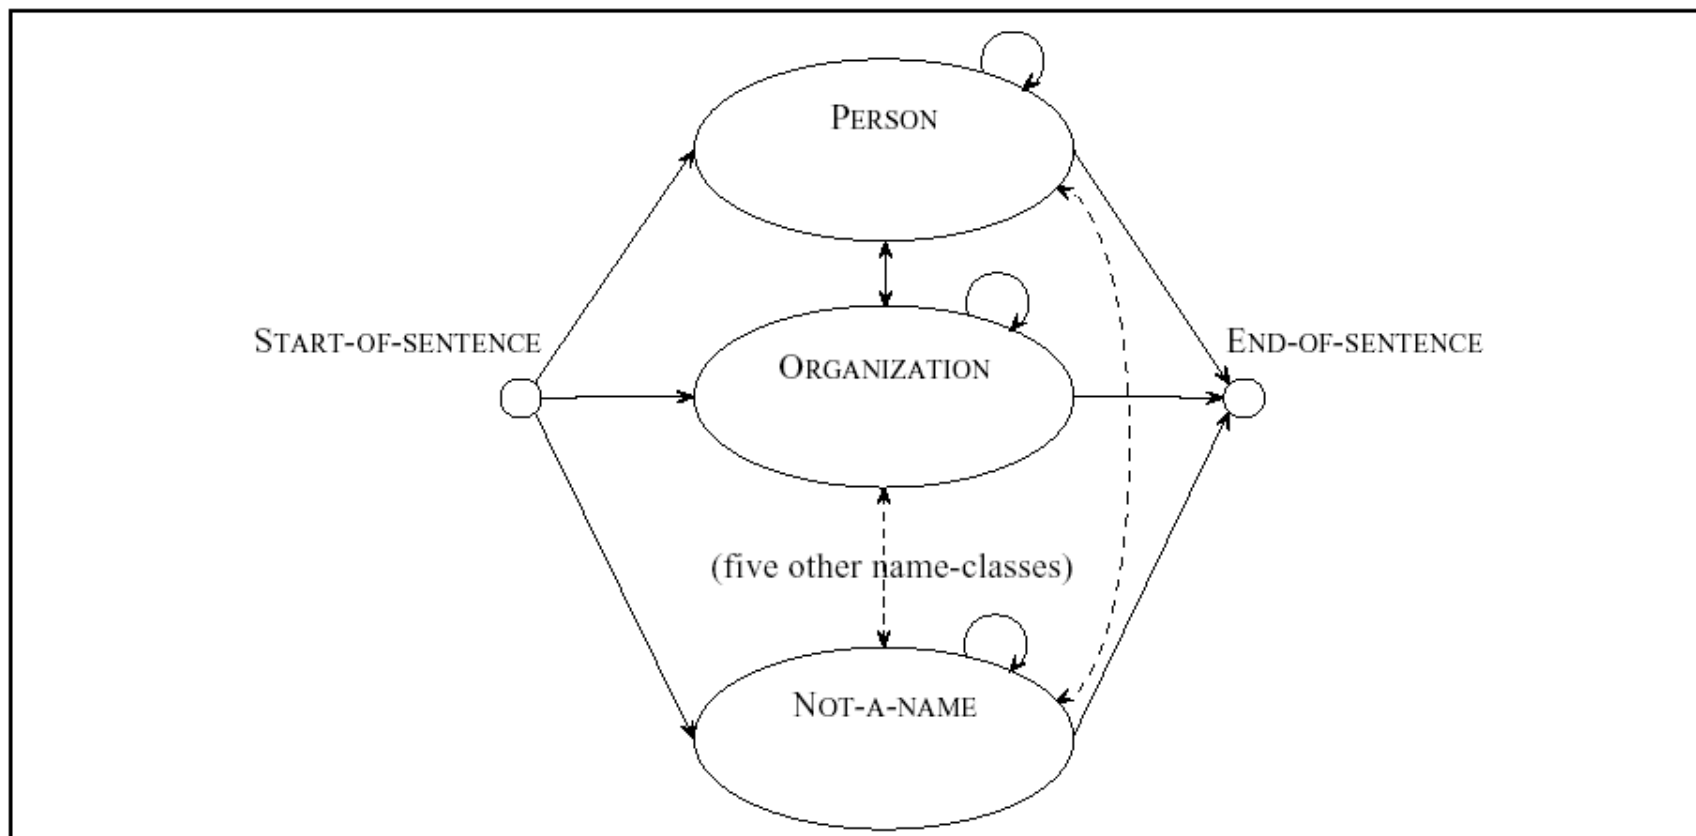 PERSON
START-OF-SENTENCE
END-OF-SENTENCE
ORGANIZATION
(five other name-classes)
NOT-A-NAME